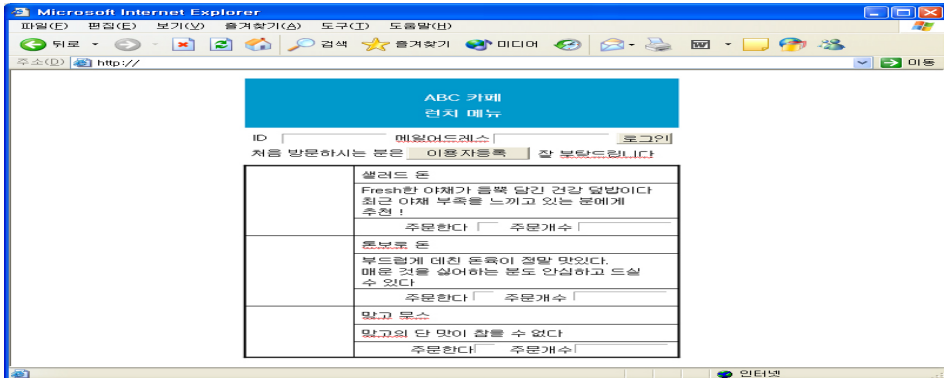 Microsoft Internet Explorer
파일(F) 편집(E) 보기(V) 즐겨찾기(A) 도구(T) 도움말(H)
뒤로 검색 즐겨찾기 미디어
주소(D) http:// 이동
ABC 카페
런치 메뉴
ID 메일어드레스 로그인
처음 방문하시는 분은 이용자등록 잘 부탁드립니다
샐러드 돈
Fresh한 야채가 듬뿍 담긴 건강 덮밥이다
최근 야채 부족을 느끼고 있는 분에게
추천 !
주문한다 주문개수
톤보로 돈
부드럽게 데친 돈육이 정말 맛있다.
매운 것을 싫어하는 분도 안심하고 드실
수 있다
주문한다 주문개수
맡고 무스
맡고의 단 맛이 참을 수 없다
주문한다 주문개수
인터넷